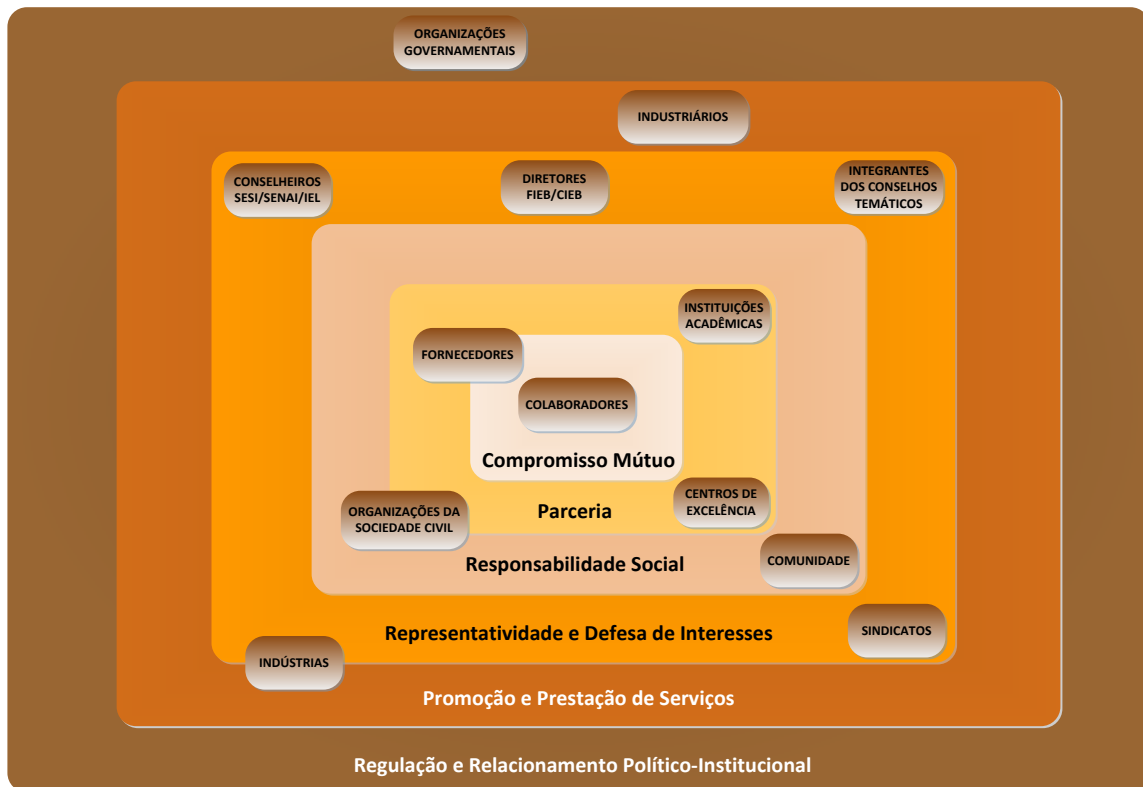 ORGANIZAÇÕES
GOVERNAMENTAIS
INDUSTRIÁRIOS
CONSELHEIROS
SESI/SENAI/IEL
DIRETORES
FIEB/CIEB
INTEGRANTES
DOS CONSELHOS
TEMÁTICOS
INSTITUIÇÕES
ACADÊMICAS
FORNECEDORES
COLABORADORES
Compromisso Mútuo
CENTROS DE
EXCELÊNCIA
ORGANIZAÇÕES DA
SOCIEDADE CIVIL
Parceria
COMUNIDADE
Responsabilidade Social
SINDICATOS
Representatividade e Defesa de Interesses
INDÚSTRIAS
Promoção e Prestação de Serviços
Regulação e Relacionamento Político-Institucional